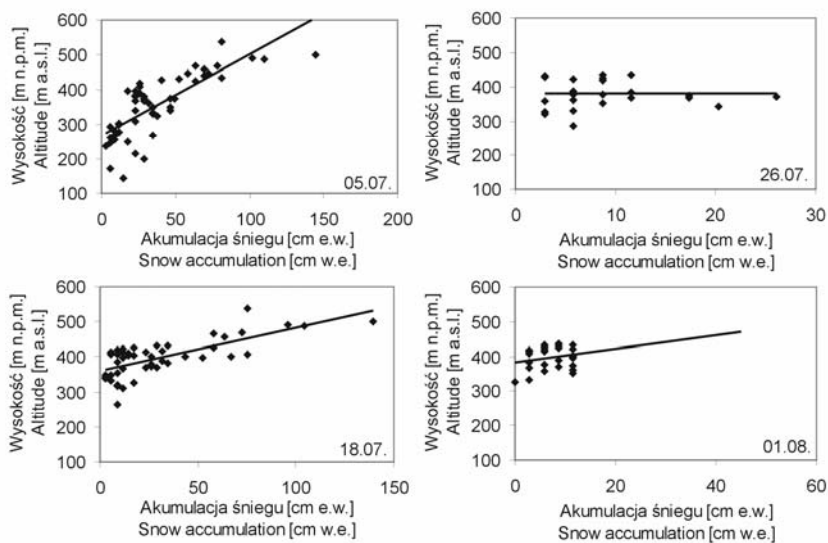 600
500
400
300
200
100
Wysokość [m n.p.m.]
Altitude [m a.s.l.]
05.07.
0
50
100
150
200
Akumulacja śniegu [cm e.w.]
Snow accumulation [cm w.e.]
600
500
400
300
200
100
Wysokość [m n.p.m.]
Altitude [m a.s.l.]
26.07.
0
10
20
30
Akumulacja śniegu [cm e.w.]
Snow accumulation [cm w.e.]
600
500
400
300
200
100
Wysokość [m n.p.m.]
Altitude [m a.s.l.]
18.07.
0
50
100
150
Akumulacja śniegu [cm e.w.]
Snow accumulation [cm w.e.]
600
500
400
300
200
100
Wysokość [m n.p.m.]
Altitude [m a.s.l.]
01.08.
0
20
40
60
Akumulacja śniegu [cm e.w.]
Snow accumulation [cm w.e.]